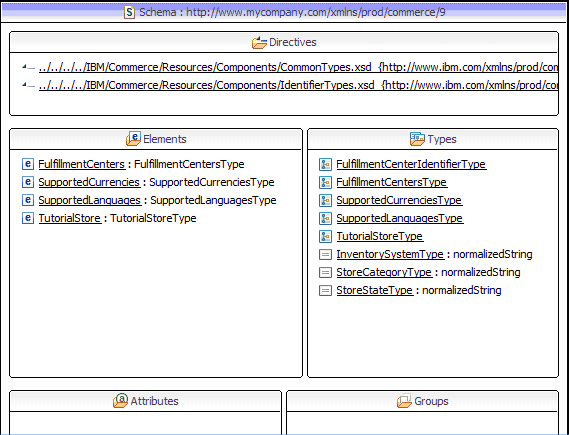 Schema : http://www.mycompany.com/xmlns/prod/commerce/9
Directives
../../../../IBM/Commerce/Resources/Components/CommonTypes.xsd {http://www.ibm.com/xmlns/prod/con
../../../../IBM/Commerce/Resources/Components/IdentifierTypes.xsd {http://www.ibm.com/xmlns/prod/co
Elements
FulfillmentCenters : FulfillmentCentersType
SupportedCurrencies : SupportedCurrenciesType
SupportedLanguages : SupportedLanguagesType
TutorialStore : TutorialStoreType
Types
FulfillmentCenterIdentifierType
FulfillmentCentersType
SupportedCurrenciesType
SupportedLanguagesType
TutorialStoreType
InventorySystemType : normalizedString
StoreCategoryType : normalizedString
StoreStateType : normalizedString
Attributes
Groups